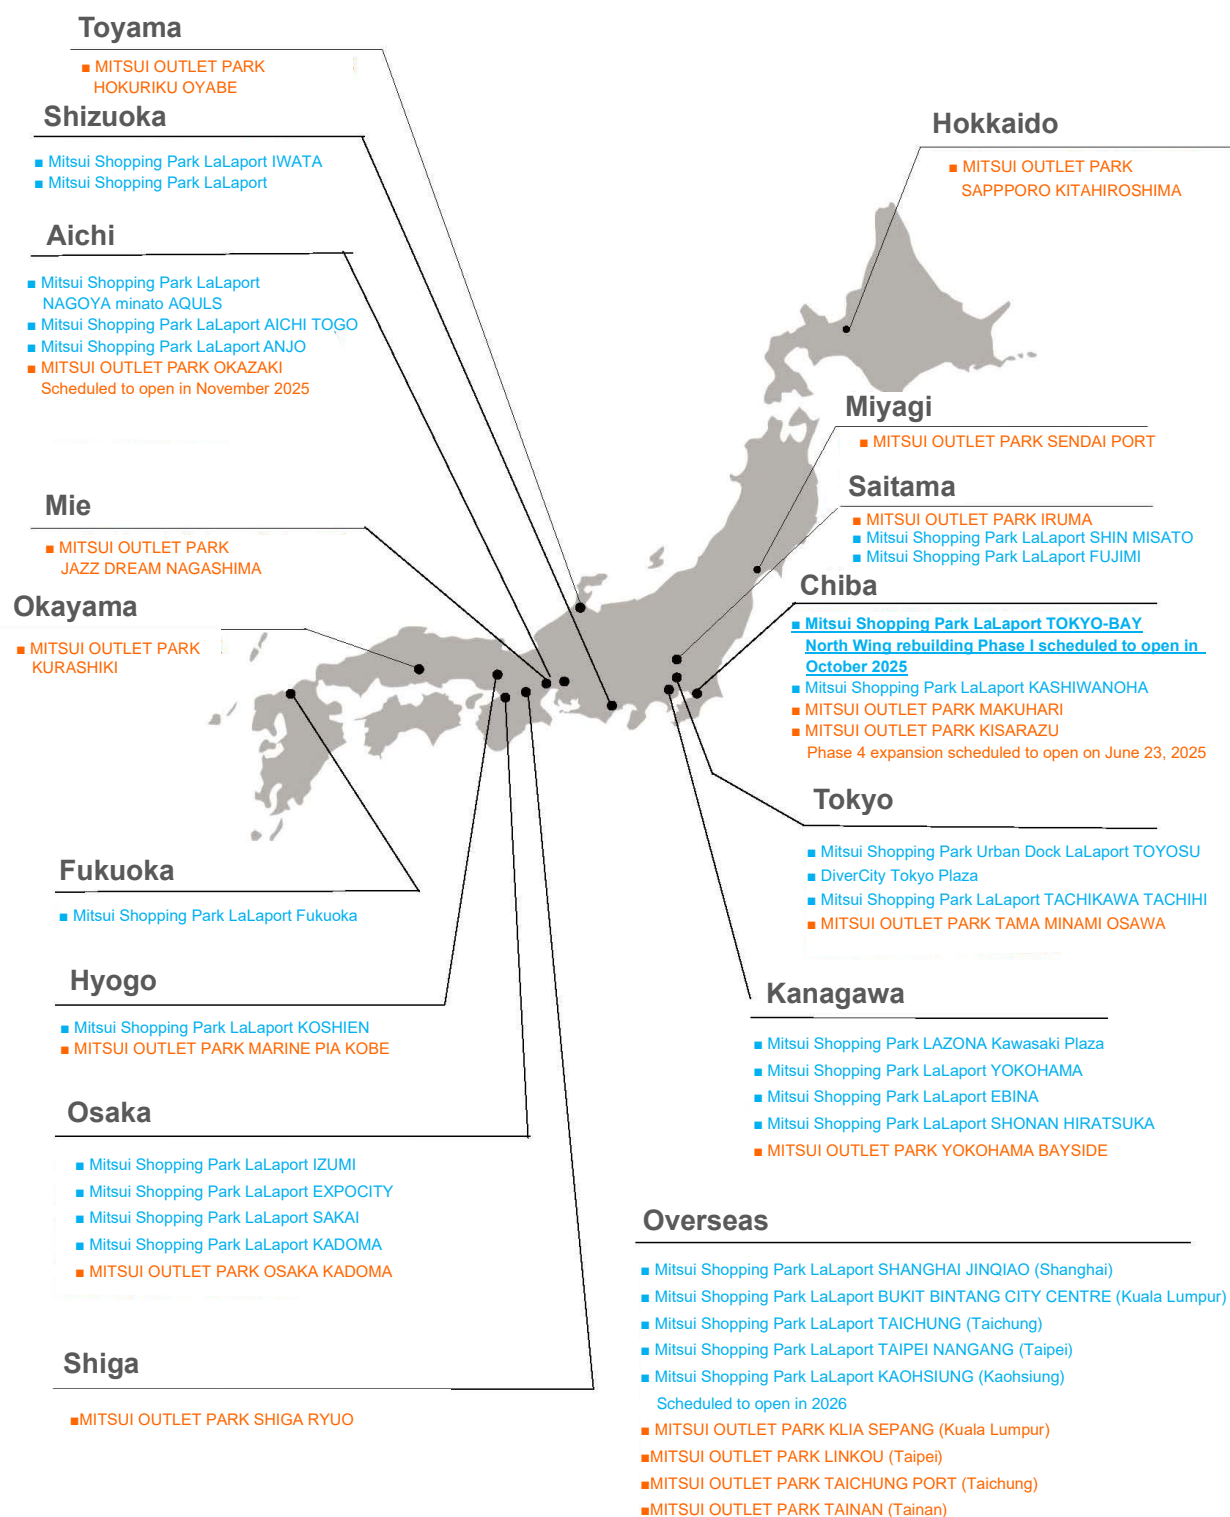 Toyama
■ MITSUI OUTLET PARK
HOKURIKU OYABE
Shizuoka
■ Mitsui Shopping Park LaLaport IWATA
■ Mitsui Shopping Park LaLaport
Aichi
■ Mitsui Shopping Park LaLaport
NAGOYA minato AQULS
■ Mitsui Shopping Park LaLaport AICHI TOGO
■ Mitsui Shopping Park LaLaport ANJO
■ MITSUI OUTLET PARK OKAZAKI
Scheduled to open in November 2025
Mie
■ MITSUI OUTLET PARK
JAZZ DREAM NAGASHIMA
Okayama
■ MITSUI OUTLET PARK
KURASHIKI
Fukuoka
■ Mitsui Shopping Park LaLaport Fukuoka
Hyogo
■ Mitsui Shopping Park LaLaport KOSHIEN
■ MITSUI OUTLET PARK MARINE PIA KOBE
Osaka
■ Mitsui Shopping Park LaLaport IZUMI
■ Mitsui Shopping Park LaLaport EXPOCITY
■ Mitsui Shopping Park LaLaport SAKAI
■ Mitsui Shopping Park LaLaport KADOMA
■ MITSUI OUTLET PARK OSAKA KADOMA
Shiga
■MITSUI OUTLET PARK SHIGA RYUO
Hokkaido
■ MITSUI OUTLET PARK
SAPPPORO KITAHIROSHIMA
Miyagi
■ MITSUI OUTLET PARK SENDAI PORT
Saitama
■ MITSUI OUTLET PARK IRUMA
■ Mitsui Shopping Park LaLaport SHIN MISATO
■ Mitsui Shopping Park LaLaport FUJIMI
Chiba
■ Mitsui Shopping Park LaLaport TOKYO-BAY
North Wing rebuilding Phase I scheduled to open in
October 2025
■ Mitsui Shopping Park LaLaport KASHIWANOHA
■ MITSUI OUTLET PARK MAKUHARI
■ MITSUI OUTLET PARK KISARAZU
Phase 4 expansion scheduled to open on June 23, 2025
Tokyo
■ Mitsui Shopping Park Urban Dock LaLaport TOYOSU
■ DiverCity Tokyo Plaza
■ Mitsui Shopping Park LaLaport TACHIKAWA TACHIHI
■ MITSUI OUTLET PARK TAMA MINAMI OSAWA
Kanagawa
■ Mitsui Shopping Park LAZONA Kawasaki Plaza
■ Mitsui Shopping Park LaLaport YOKOHAMA
■ Mitsui Shopping Park LaLaport EBINA
■ Mitsui Shopping Park LaLaport SHONAN HIRATSUKA
■ MITSUI OUTLET PARK YOKOHAMA BAYSIDE
Overseas
■ Mitsui Shopping Park LaLaport SHANGHAI JINQIAO (Shanghai)
■ Mitsui Shopping Park LaLaport BUKIT BINTANG CITY CENTRE (Kuala Lumpur)
■ Mitsui Shopping Park LaLaport TAICHUNG (Taichung)
■ Mitsui Shopping Park LaLaport TAIPEI NANGANG (Taipei)
■ Mitsui Shopping Park LaLaport KAOHSIUNG (Kaohsiung)
Scheduled to open in 2026
■ MITSUI OUTLET PARK KLIA SEPANG (Kuala Lumpur)
■MITSUI OUTLET PARK LINKOU (Taipei)
■MITSUI OUTLET PARK TAICHUNG PORT (Taichung)
■MITSUI OUTLET PARK TAINAN (Tainan)